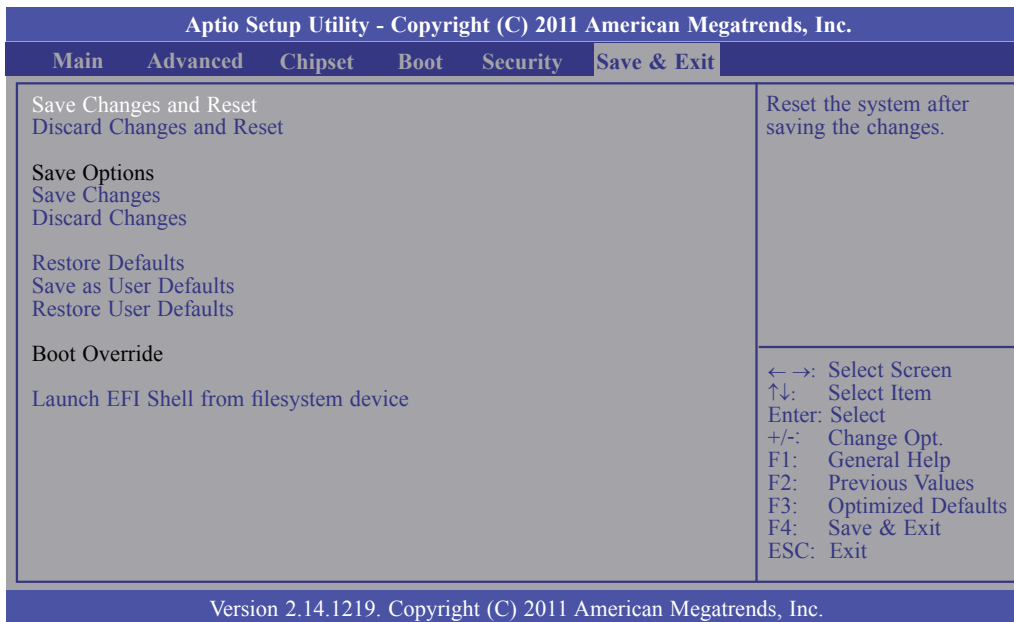 Aptio Setup Utility - Copyright (C) 2011 American Megatrends, Inc.
Main Advanced Chipset Boot Security Save & Exit
Save Changes and Reset
Discard Changes and Reset
Save Options
Save Changes
Discard Changes
Restore Defaults
Save as User Defaults
Restore User Defaults
Boot Override
Launch EFI Shell from filesystem device
Reset the system after
saving the changes.
← →: Select Screen
↑↓: Select Item
Enter: Select
+/-: Change Opt.
F1: General Help
F2: Previous Values
F3: Optimized Defaults
F4: Save & Exit
ESC: Exit
Version 2.14.1219. Copyright (C) 2011 American Megatrends, Inc.